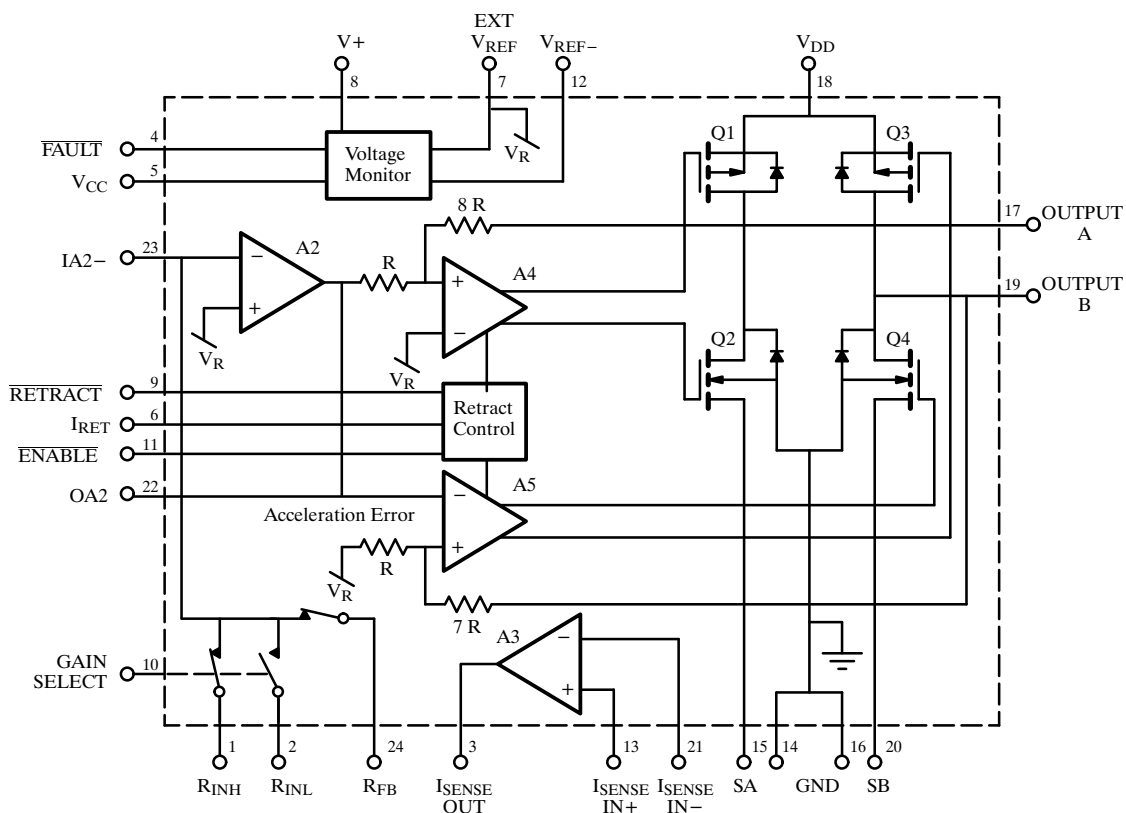 EXT
V+ VREF VREF- VDD
8 7 12 18
FAULT 4
VCC 5
Voltage
Monitor
VR
Q1 Q3
8 R
17 OUTPUT
A
IA2- 23
− A2
+
VR
R
A4
+
−
VR
19 OUTPUT
B
Q2 Q4
RETRACT 9
IRET 6
ENABLE 11
Retract
Control
OA2 22
− A5
+
Acceleration Error
VR
R
7 R
A3 −
+
GAIN
SELECT
10
1 2 24 3 13 21 15 14 16 20
RINH RINL RFB ISENSE
OUT
ISENSE
IN+
ISENSE
IN−
SA GND SB